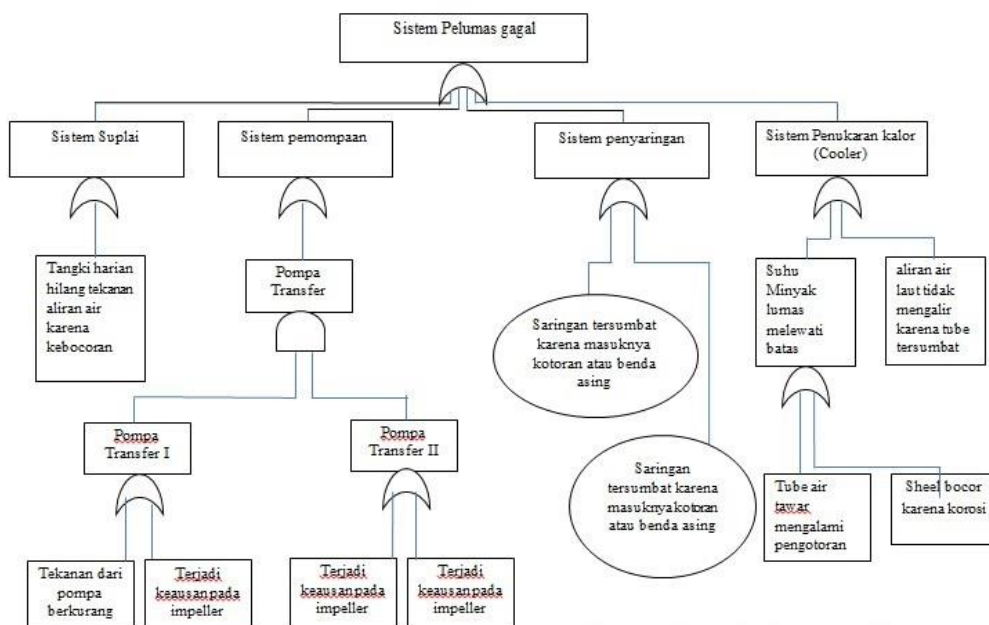 Sistem Pelumas gagal
Sistem Suplai
Sistem pemompaan
Sistem penyaringan
Sistem Penukaran kalor
(Cooler)
Tangki harian
hilang tekanan
aliran air
karena
kebocoran
Pompa
Transfer
Suhu
Minyak
lumas
melewati
batas
aliran air
laut tidak
mengalir
karena tube
tersumbat
Saringan tersumbat
karena masuknya
kotoran atau benda
asing
Pompa
Transfer I
Pompa
Transfer II
Saringan
tersumbat karena
masuknya kotoran
atau benda asing
Tube air
tawar
mengalami
pengotoran
Sheel bocor
karena korosi
Tekanan dari
pompa
berkurang
Terjadi
keausan pada
impeller
Terjadi
keausan pada
impeller
Terjadi
keausan pada
impeller